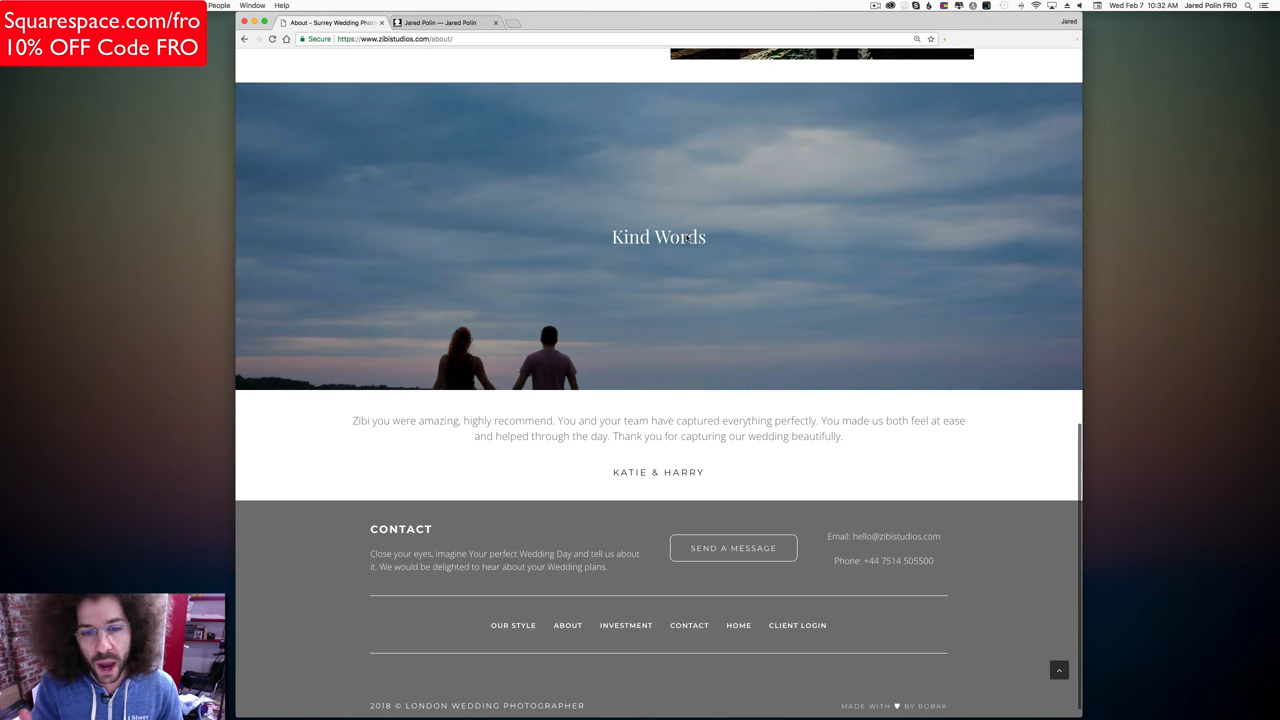 Squarespace.com/fro
10% OFF Code FRO
People Window Help
Wed Feb 7 10:32 AM Jared Polin FRO
About - Surrey Wedding Phot
Jared Polin — Jared Polin
Jared
Secure https://www.zibistudios.com/about/
Kind Words
Zibi you were amazing, highly recommend. You and your team have captured everything perfectly. You made us both feel at ease
and helped through the day. Thank you for capturing our wedding beautifully.
KATIE & HARRY
CONTACT
Close your eyes, imagine Your perfect Wedding Day and tell us about
it. We would be delighted to hear about your Wedding plans.
SEND A MESSAGE
Email: hello@zibistudios.com
Phone: +44 7514 505500
OUR STYLE ABOUT INVESTMENT CONTACT HOME CLIENT LOGIN
2018 © LONDON WEDDING PHOTOGRAPHER
MADE WITH ♥ BY ROBAK